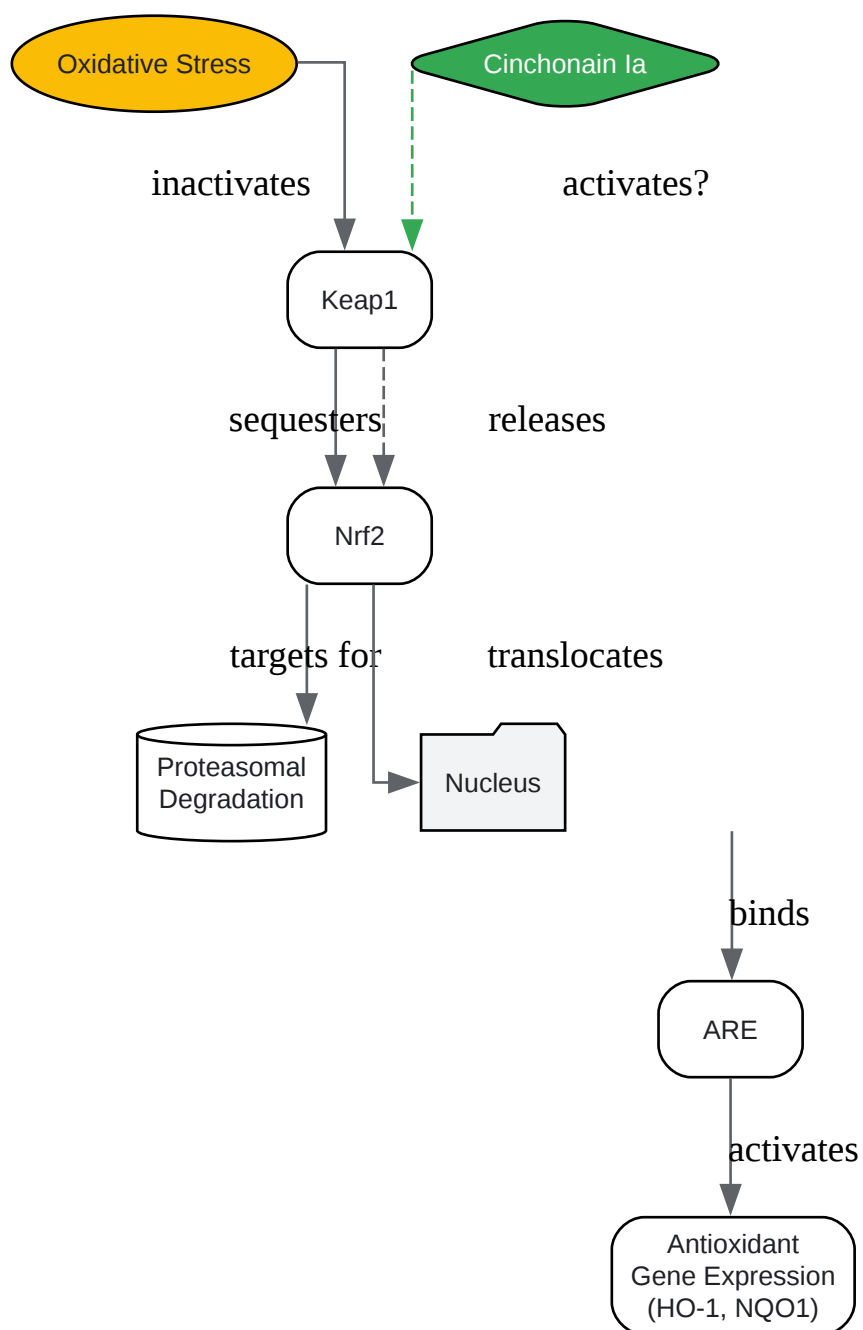 Oxidative Stress
Cinchonain Ia
inactivates
activates?
Keap1
sequesters
releases
Nrf2
targets for
translocates
Proteasomal
Degradation
Nucleus
binds
ARE
activates
Antioxidant
Gene Expression
(HO-1, NQO1)